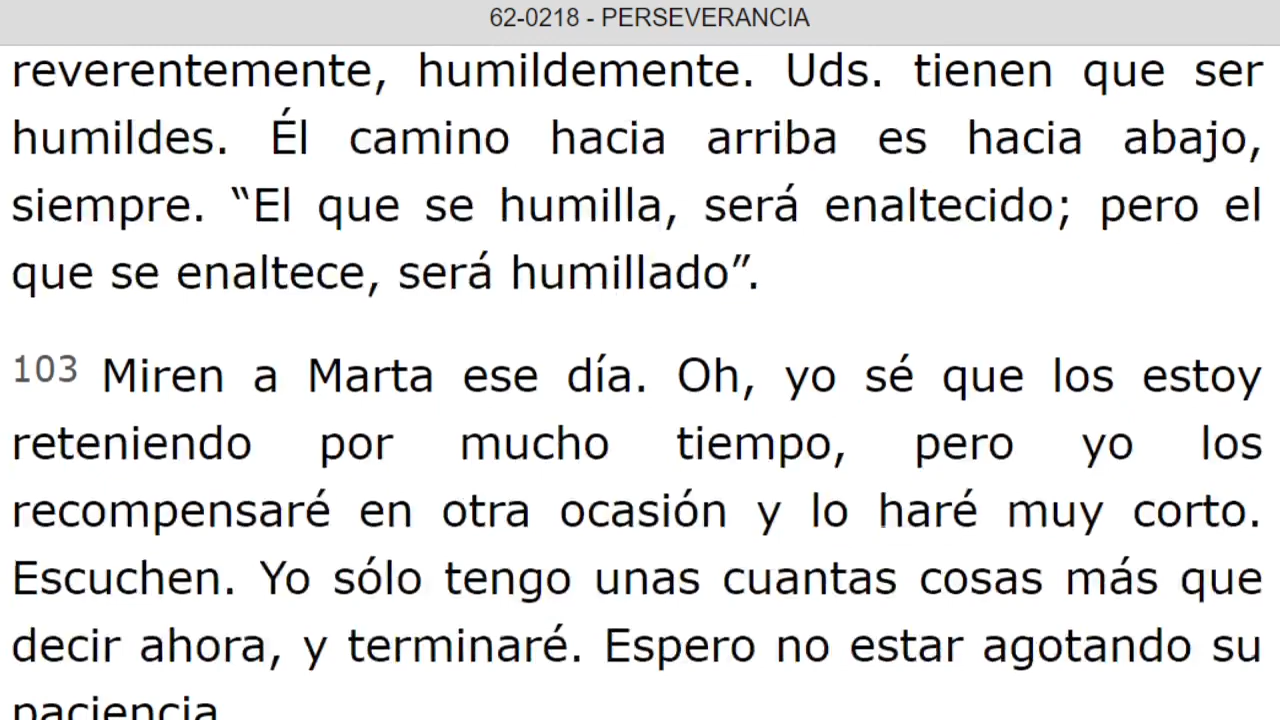 62-0218 - PERSEVERANCIA
reverentemente, humildemente. Uds. tienen que ser
humildes. Él camino hacia arriba es hacia abajo,
siempre. “El que se humilla, será enaltecido; pero el
que se enaltece, será humillado”.
103 Miren a Marta ese día. Oh, yo sé que los estoy
reteniendo por mucho tiempo, pero yo los
recompensaré en otra ocasión y lo haré muy corto.
Escuchen. Yo sólo tengo unas cuantas cosas más que
decir ahora, y terminaré. Espero no estar agotando su
paciencia.